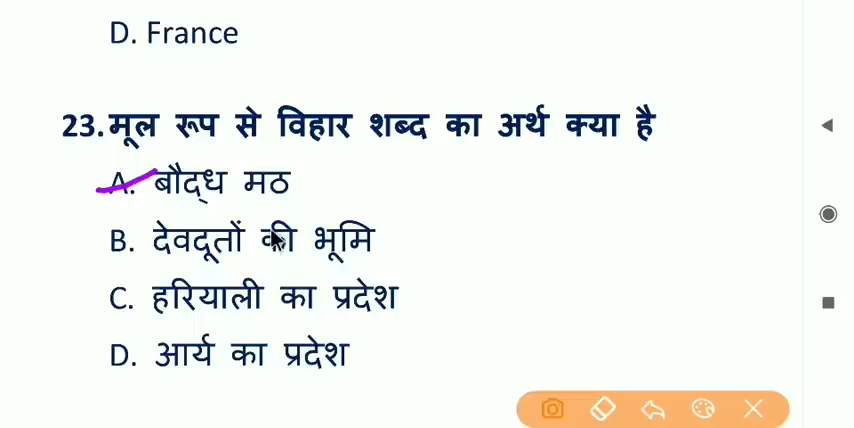 D. France
23. मूल रूप से विहार शब्द का अर्थ क्या है
A. बौद्ध मठ
B. देवदूतों की भूमि
C. हरियाली का प्रदेश
D. आर्य का प्रदेश